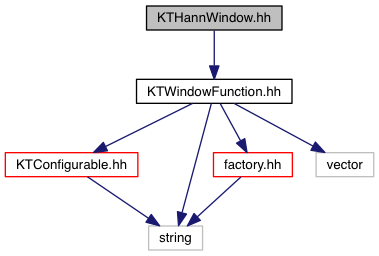 KTHannWindow.hh
KTWindowFunction.hh
KTConfigurable.hh
factory.hh
vector
string